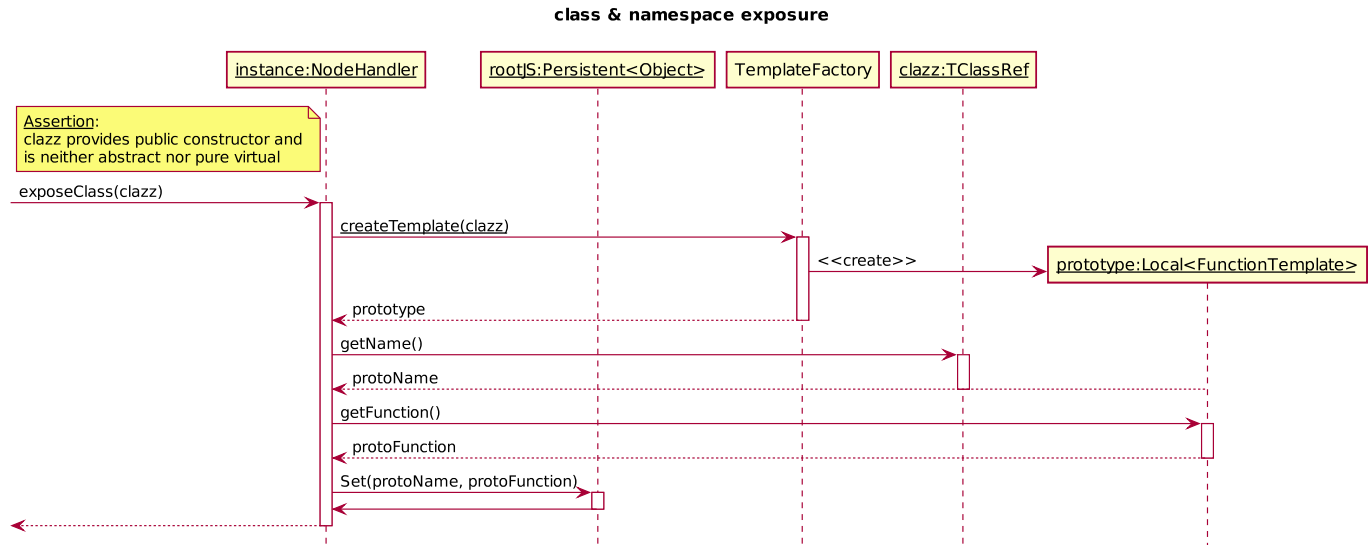 class & namespace exposure
instance:NodeHandler
rootJS:Persistent<Object>
TemplateFactory
clazz:TClassRef
Assertion:
clazz provides public constructor and
is neither abstract nor pure virtual
exposeClass(clazz)
createTemplate(clazz)
<<create>>
prototype:Local<FunctionTemplate>
prototype
getName()
protoName
getFunction()
protoFunction
Set(protoName, protoFunction)